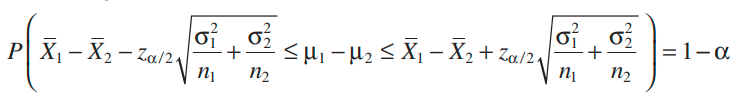 P( X̄₁ − X̄₂ − z_{α/2} √(σ₁²/n₁ + σ₂²/n₂) ≤ μ₁ − μ₂ ≤ X̄₁ − X̄₂ + z_{α/2} √(σ₁²/n₁ + σ₂²/n₂) ) = 1 − α